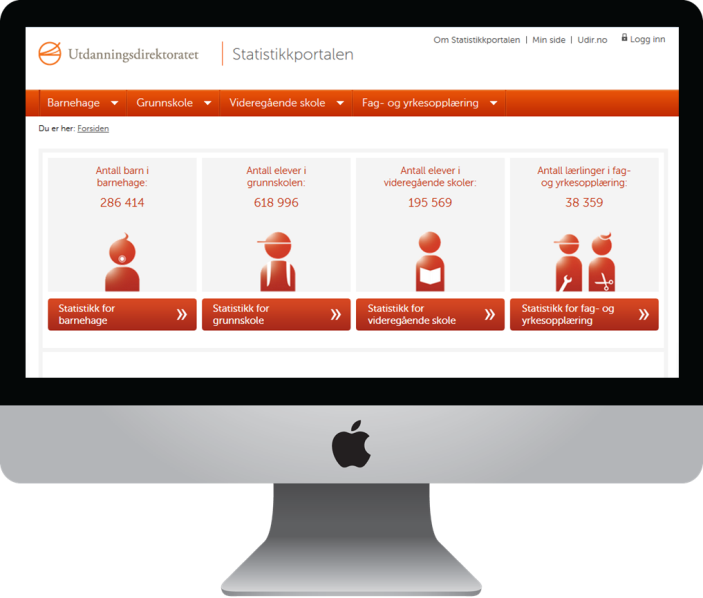 Om Statistikkportalen | Min side | Udir.no Logg inn
Utdanningsdirektoratet Statistikkportalen
Barnehage Grunnskole Videregående skole Fag- og yrkesopplæring
Du er her: Forsiden
Antall barn i
barnehage:
286 414
Antall elever i
grunnskolen:
618 996
Antall elever i
videregående skoler:
195 569
Antall lærlinger i fag-
og yrkesopplæring:
38 359
Statistikk for
barnehage
Statistikk for
grunnskole
Statistikk for
videregående skole
Statistikk for fag- og
yrkesopplæring